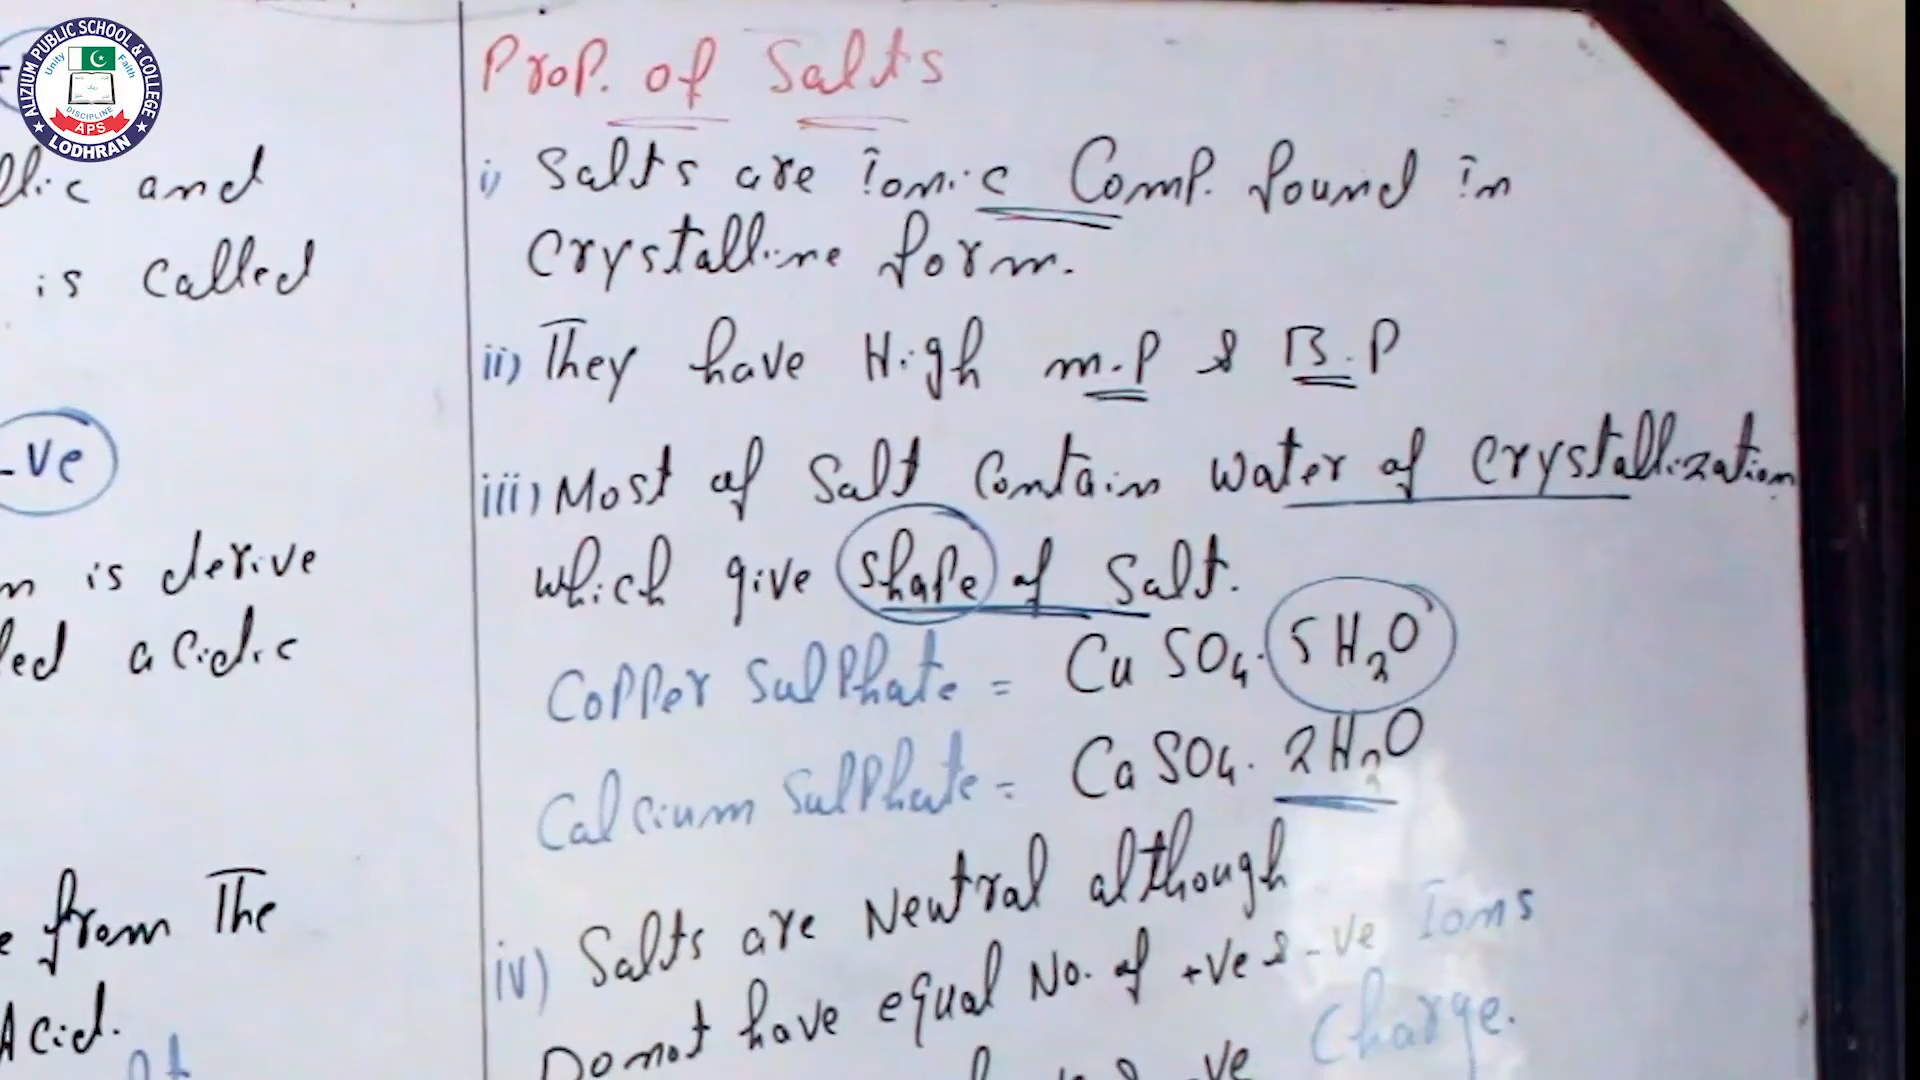 ALIZIUM PUBLIC SCHOOL & COLLEGE
Unity
Faith
DISCIPLINE
APS
LODHRAN
and
is called
-ve
is derive
acidic
from The
Acid.
Prop. of Salts
i) Salts are ionic Comp. found in
Crystalline form.
ii) They have High m.P & B.P
iii) Most of Salt Contain water of Crystallization
which give shape of Salt.
Copper Sulphate = CuSO₄.5H₂O
Calcium Sulphate = CaSO₄.2H₂O
iv) Salts are Neutral although
Donot have equal No. of +ve & -ve Ions
& -ve Charge.